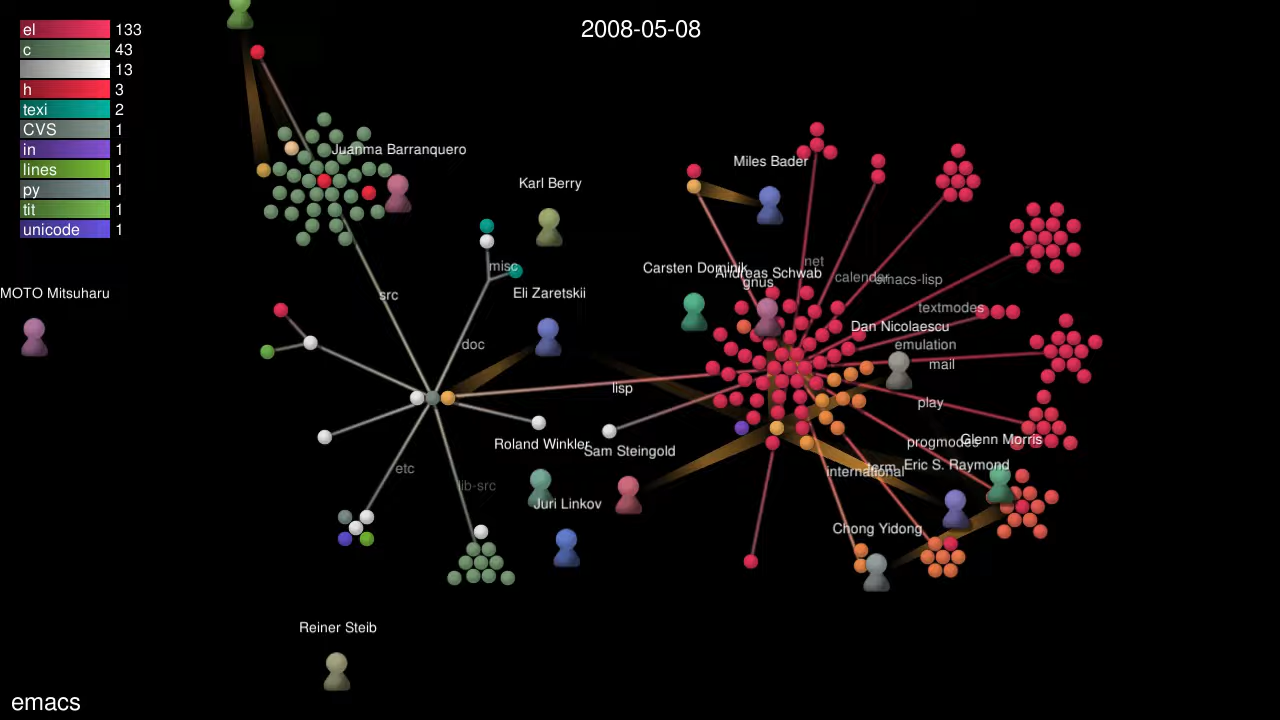 2008-05-08
el 133
c 43
13
h 3
texi 2
CVS 1
in 1
lines 1
py 1
tit 1
unicode 1
Juanma Barranquero
Miles Bader
Karl Berry
net
misc
Carsten Dominik
Andreas Schwab
gnus
calendar
emacs-lisp
MOTO Mitsuharu
src
Eli Zaretskii
textmodes
Dan Nicolaescu
doc
emulation
mail
lisp
play
Roland Winkler
Sam Steingold
progmodes
Glenn Morris
etc
term
Eric S. Raymond
international
lib-src
Juri Linkov
Chong Yidong
Reiner Steib
emacs